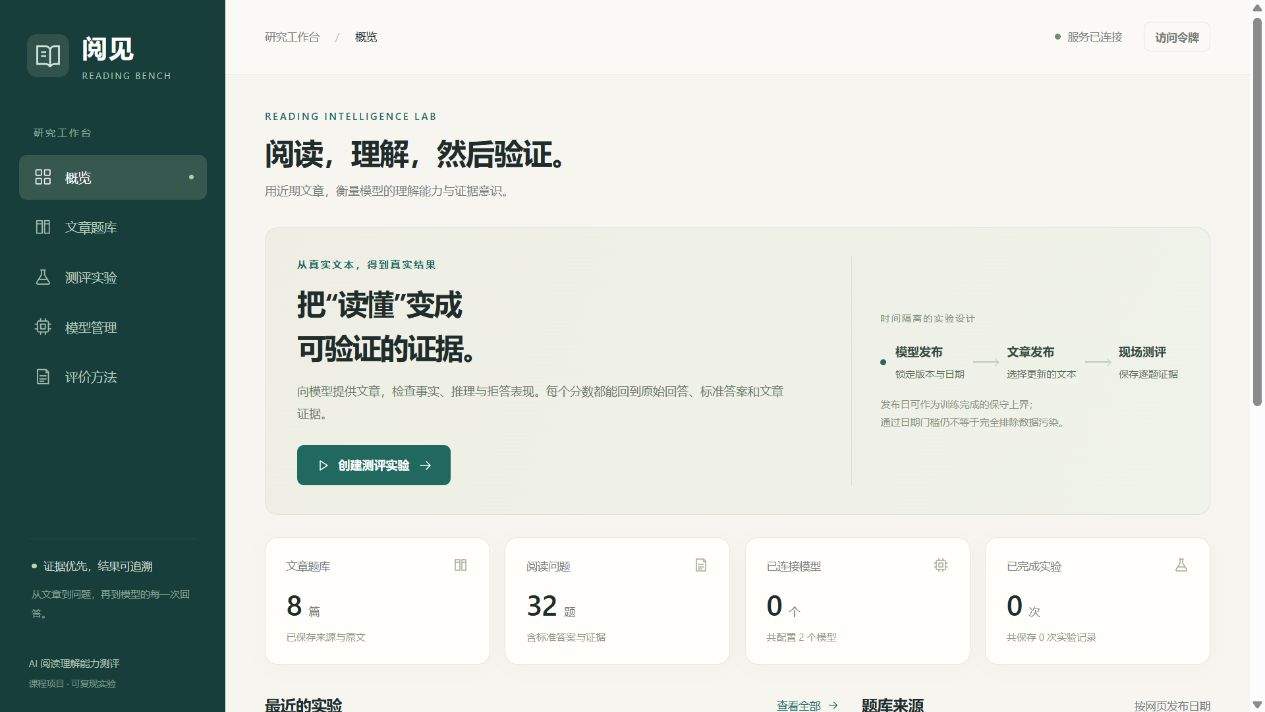 阅见
READING BENCH
研究工作台
概览
文章题库
测评实验
模型管理
评价方法
证据优先，结果可追溯
从文章到问题，再到模型的每一次回
答。
AI 阅读理解能力测评
课程项目 · 可复现实验
研究工作台 / 概览
服务已连接
访问令牌
READING INTELLIGENCE LAB
阅读，理解，然后验证。
用近期文章，衡量模型的理解能力与证据意识。
从真实文本，得到真实结果
把“读懂”变成
可验证的证据。
向模型提供文章，检查事实、推理与拒答表现。每个分数都能回到原始回答、标准答案和文章
证据。
创建测评实验
时间隔离的实验设计
模型发布
锁定版本与日期
文章发布
选择更新的文本
现场测评
保存逐题证据
发布日可作为训练完成的保守上界；
通过日期门槛仍不等于完全排除数据污染。
文章题库
8 篇
已保存来源与原文
阅读问题
32 题
含标准答案与证据
已连接模型
0 个
共配置 2 个模型
已完成实验
0 次
共保存 0 次实验记录
最近的实验
查看全部
题库来源
按网页发布日期